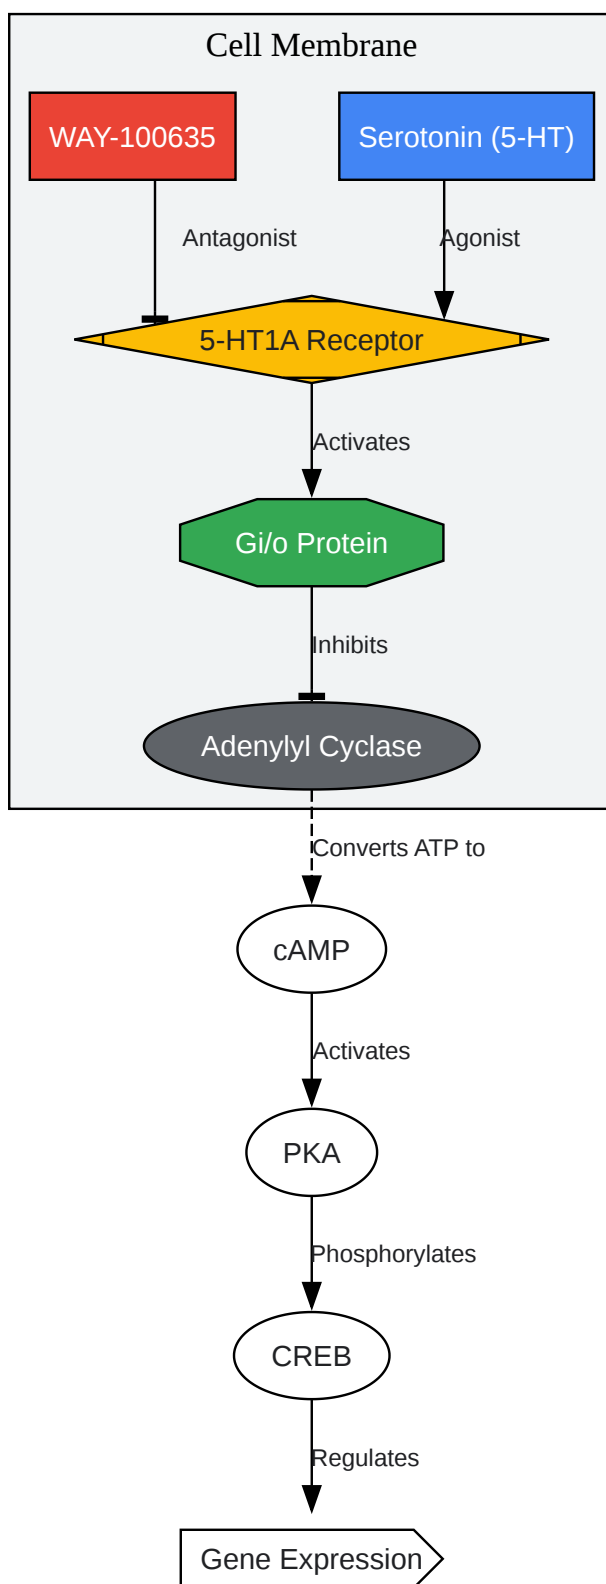 Cell Membrane
WAY-100635
Serotonin (5-HT)
Antagonist
Agonist
5-HT1A Receptor
Activates
Gi/o Protein
Inhibits
Adenylyl Cyclase
Converts ATP to
cAMP
Activates
PKA
Phosphorylates
CREB
Regulates
Gene Expression